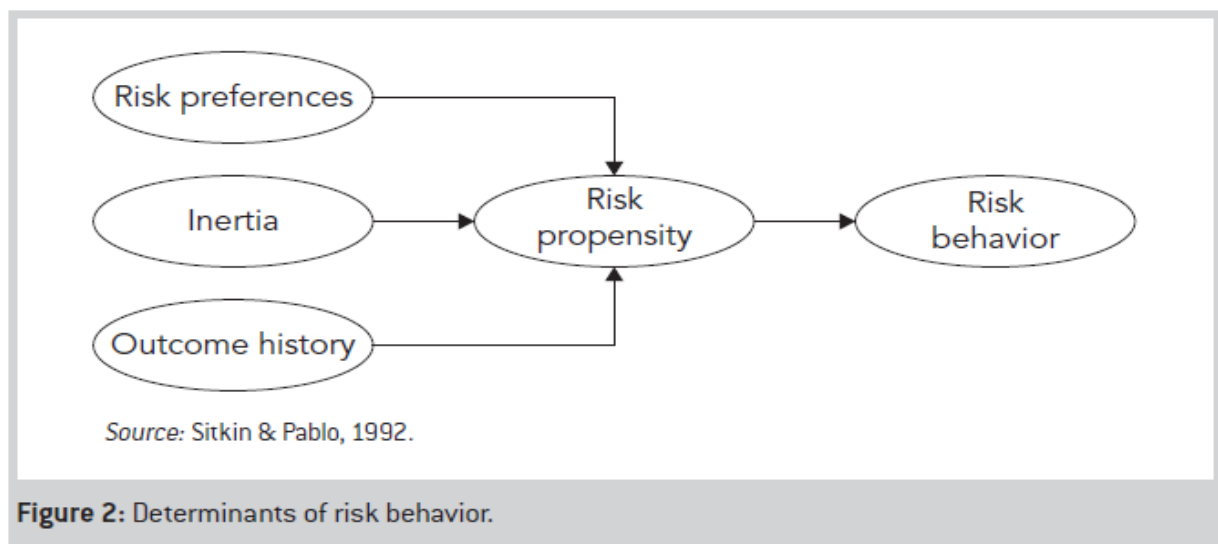 Risk preferences
Inertia
Risk
propensity
Risk
behavior
Outcome history
Source: Sitkin & Pablo, 1992.
Figure 2: Determinants of risk behavior.